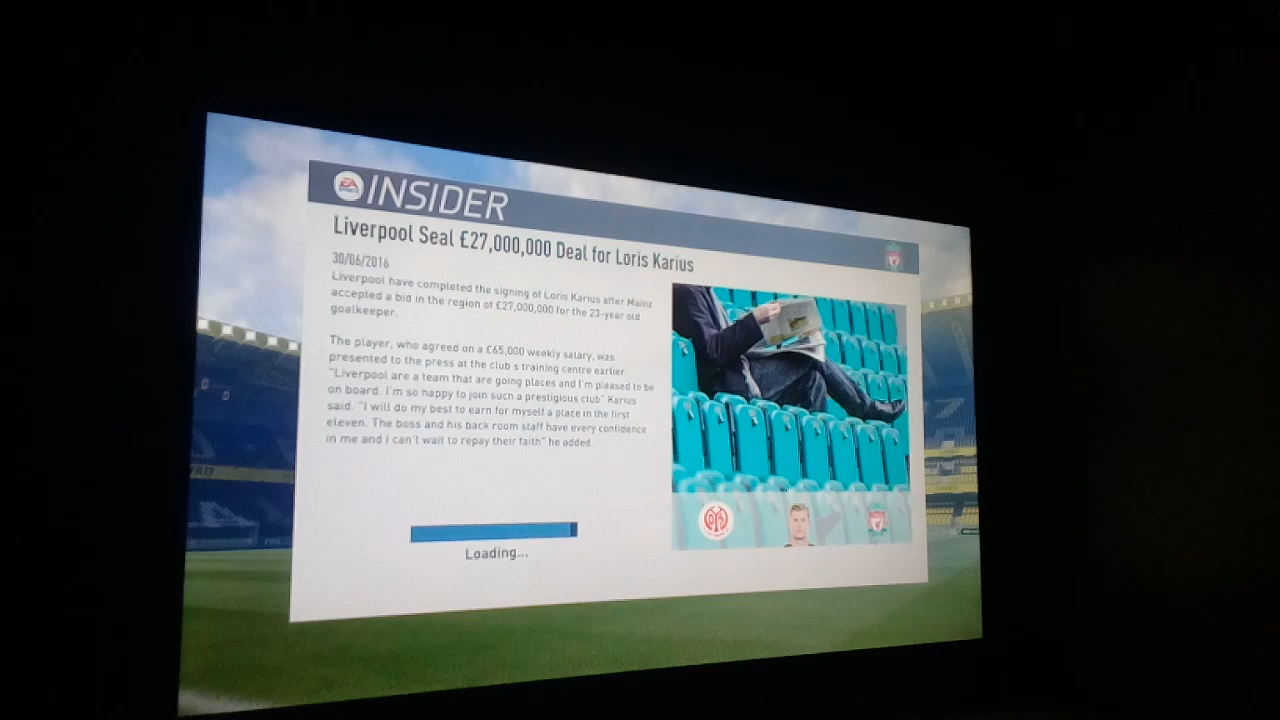 EA SPORTS INSIDER
Liverpool Seal £27,000,000 Deal for Loris Karius
30/06/2016
Liverpool have completed the signing of Loris Karius after Mainz
accepted a bid in the region of £27,000,000 for the 23-year old
goalkeeper.
The player, who agreed on a £65,000 weekly salary, was
presented to the press at the club s training centre earlier.
"Liverpool are a team that are going places and I'm pleased to be
on board. I'm so happy to join such a prestigious club" Karius
said. "I will do my best to earn for myself a place in the first
eleven. The boss and his back room staff have every confidence
in me and I can't wait to repay their faith" he added.
Loading...